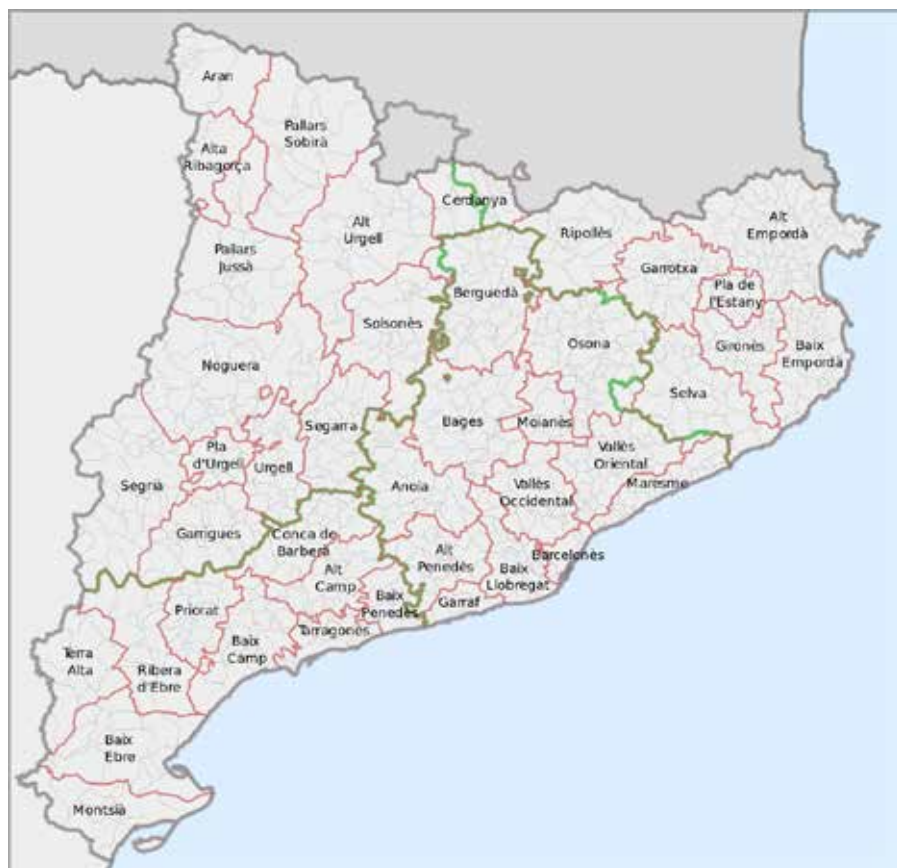 Aran
Pallars
Sobirà
Alta
Ribagorça
Cerdanya
Alt
Urgell
Ripollès
Alt
Empordà
Pallars
Jussà
Garrotxa
Pla de
l'Estany
Berguedà
Solsonès
Osona
Gironès
Baix
Empordà
Noguera
Selva
Segarra
Bages
Moianès
Pla
d'Urgell
Urgell
Vallès
Oriental
Segrià
Anoia
Vallès
Occidental
Maresme
Garrigues
Conca de
Barberà
Alt
Penedès
Barcelonès
Baix
Llobregat
Alt
Camp
Baix
Penedès
Garraf
Priorat
Tarragonès
Baix
Camp
Terra
Alta
Ribera
d'Ebre
Baix
Ebre
Montsià